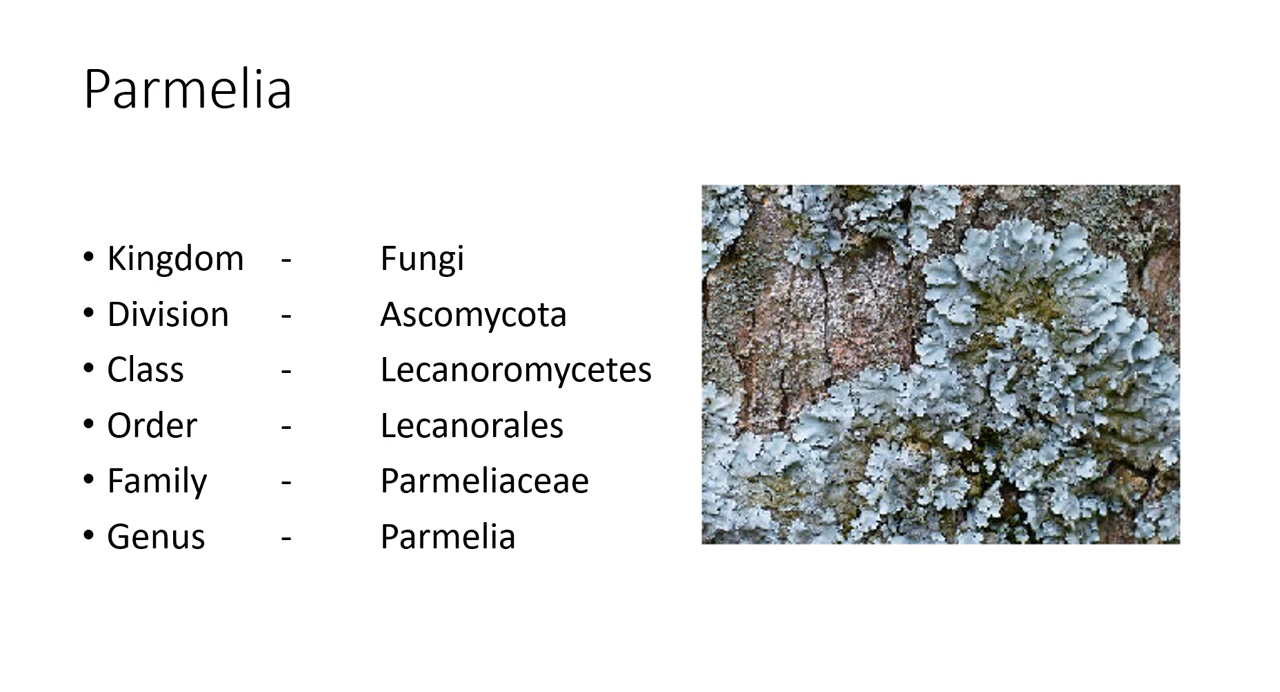 Parmelia
• Kingdom - Fungi
• Division - Ascomycota
• Class - Lecanoromycetes
• Order - Lecanorales
• Family - Parmeliaceae
• Genus - Parmelia